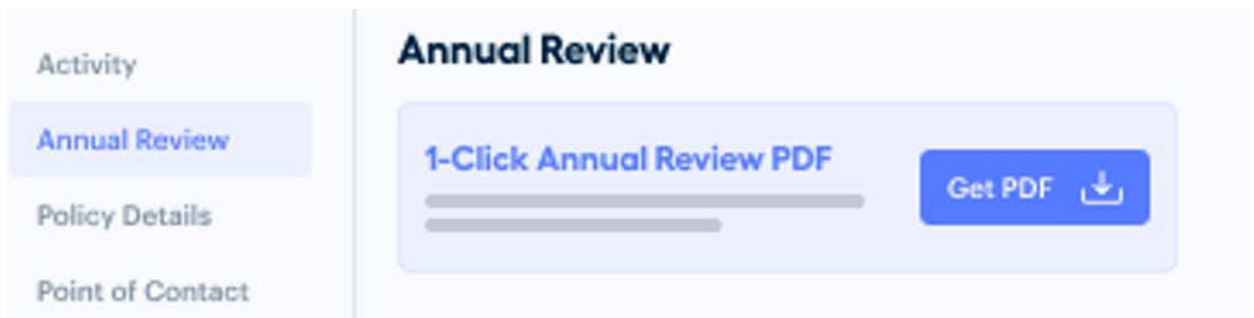 Activity
Annual Review
Policy Details
Point of Contact
Annual Review
1-Click Annual Review PDF
Get PDF